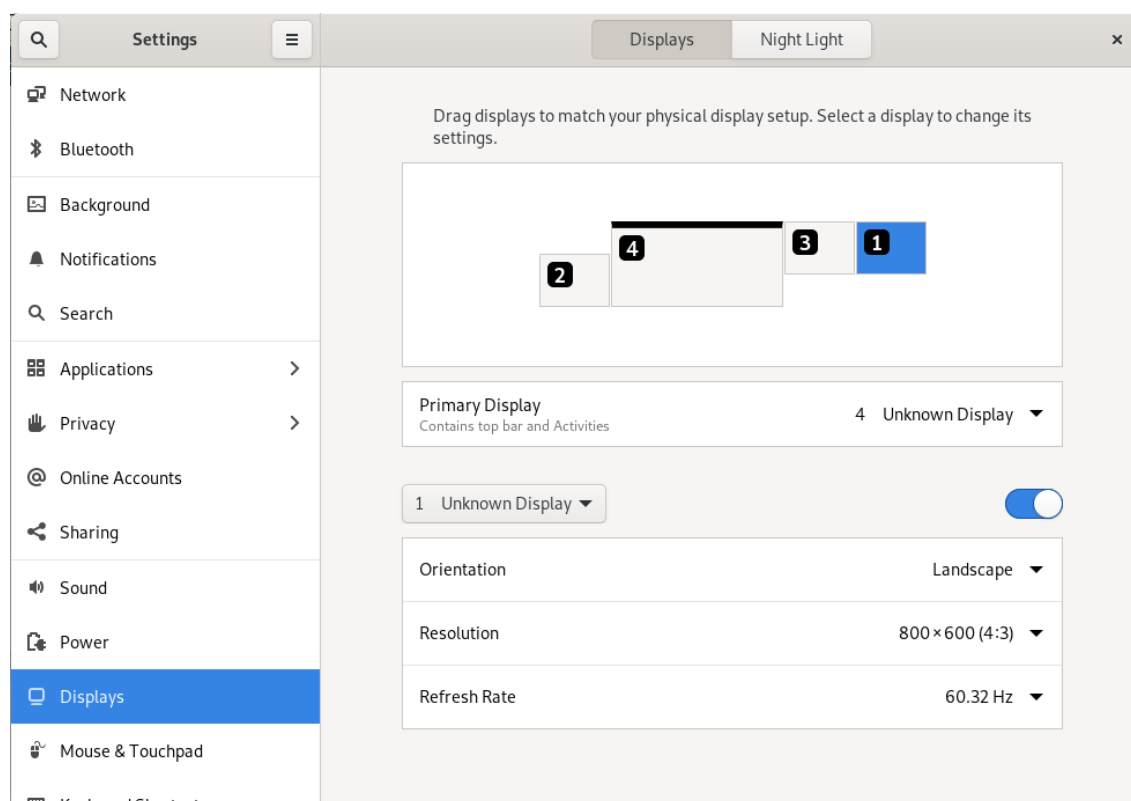 Settings
Displays
Night Light
Network
Bluetooth
Background
Notifications
Search
Applications
Privacy
Online Accounts
Sharing
Sound
Power
Displays
Mouse & Touchpad
Drag displays to match your physical display setup. Select a display to change its
settings.
2
4
3
1
Primary Display
Contains top bar and Activities
4 Unknown Display
1 Unknown Display
Orientation
Landscape
Resolution
800 × 600 (4:3)
Refresh Rate
60.32 Hz